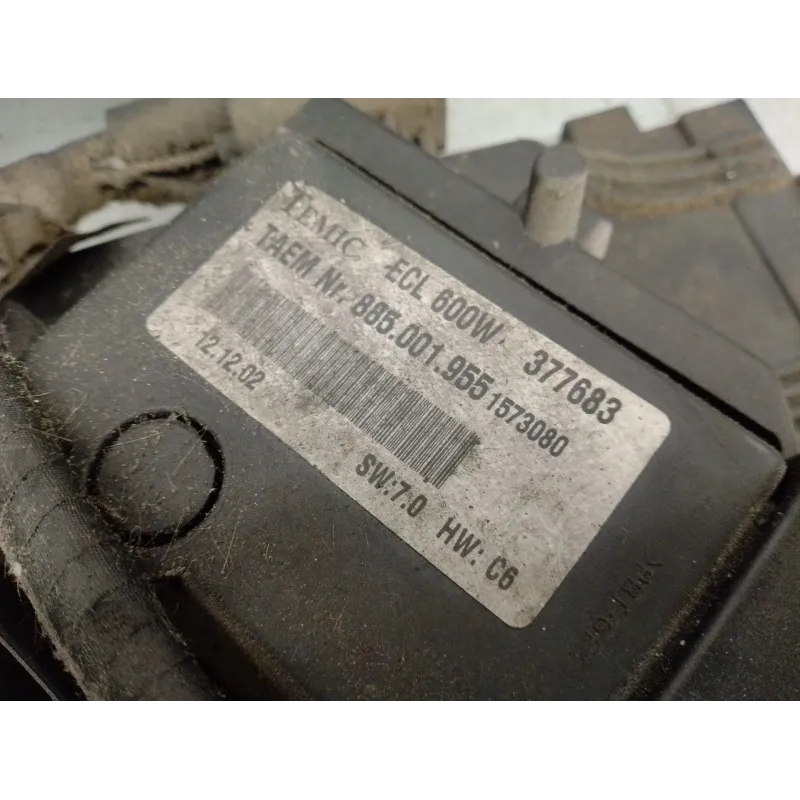 TEMIC ECL 600W 377683
TAEM Nr. 885.001.955 1573080
12.12.02
SW:7.0 HW: C6